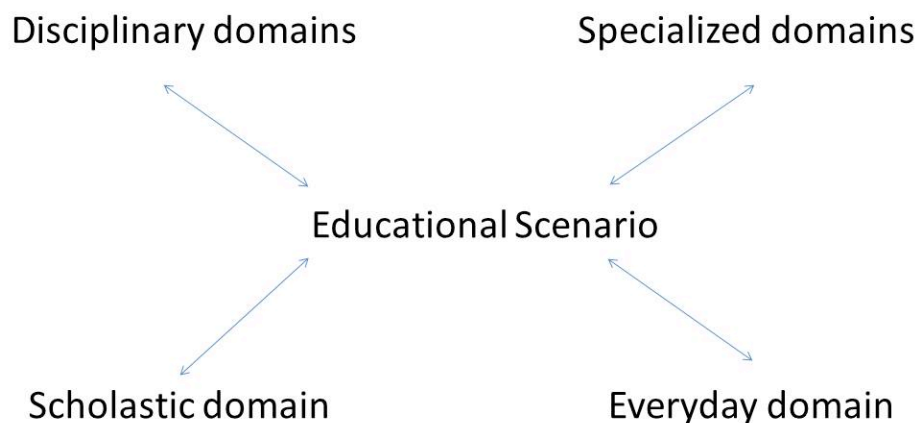 Disciplinary domains
Specialized domains
Educational Scenario
Scholastic domain
Everyday domain